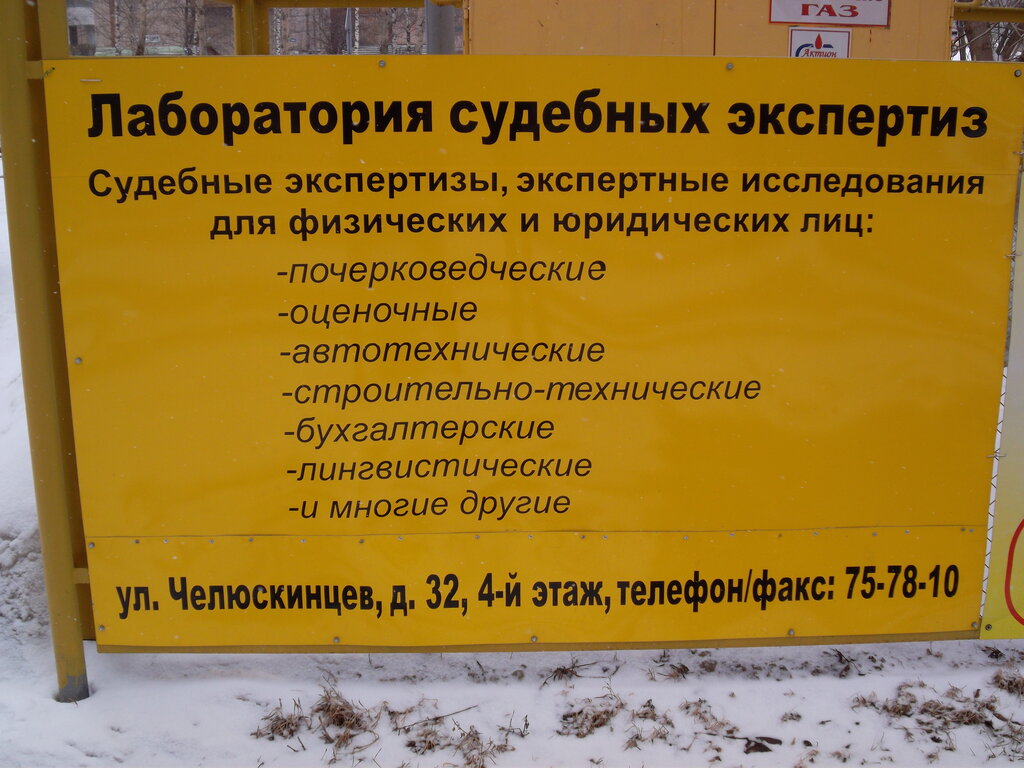 ГАЗ
Актион
Лаборатория судебных экспертиз
Судебные экспертизы, экспертные исследования
для физических и юридических лиц:
-почерковедческие
-оценочные
-автотехнические
-строительно-технические
-бухгалтерские
-лингвистические
-и многие другие
ул. Челюскинцев, д. 32, 4-й этаж, телефон/факс: 75-78-10